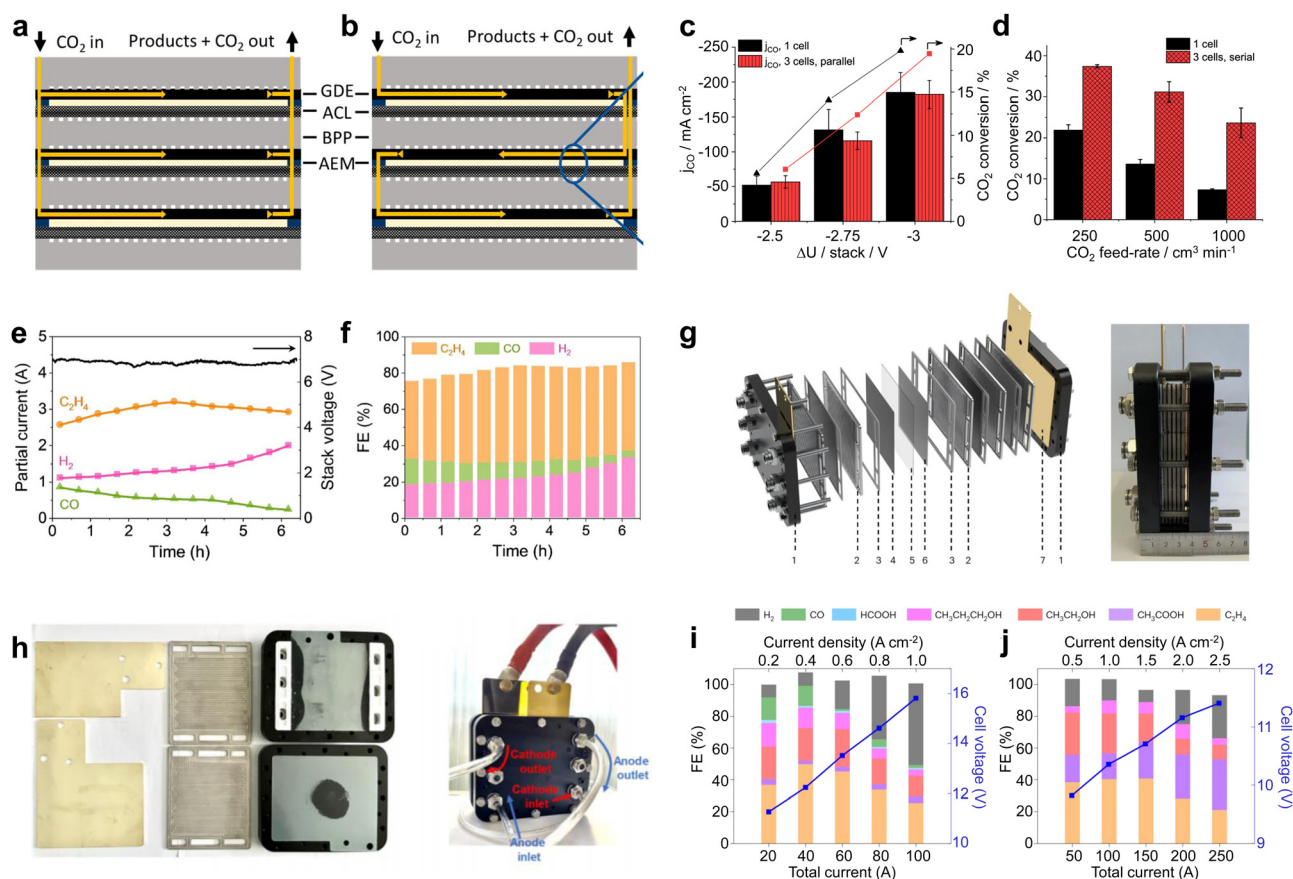 a
CO2 in Products + CO2 out
GDE
ACL
BPP
AEM
b
CO2 in Products + CO2 out
c
jCO, 1 cell
jCO, 3 cells, parallel
jCO / mA cm-2
-250
-200
-150
-100
-50
0
20
15
10
5
0
CO2 conversion / %
-2.5 -2.75 -3
ΔU / stack / V
d
1 cell
3 cells, serial
CO2 conversion / %
40
30
20
10
0
250 500 1000
CO2 feed-rate / cm3 min-1
e
Partial current (A)
5
4
3
2
1
0
8
6
4
2
0
Stack voltage (V)
C2H4
H2
CO
0 1 2 3 4 5 6
Time (h)
f
C2H4 CO H2
FE (%)
100
80
60
40
20
0
0 1 2 3 4 5 6
Time (h)
g
1 2 3 4 5 6 3 2 7 1
1 2 3 4 5 6 7 8
h
Cathode outlet
Anode outlet
Cathode inlet
Anode inlet
H2 CO HCOOH CH3CH2CH2OH CH3CH2OH CH3COOH C2H4
i
Current density (A cm-2)
0.2 0.4 0.6 0.8 1.0
FE (%)
100
80
60
40
20
0
16
14
12
10
Cell voltage (V)
20 40 60 80 100
Total current (A)
j
Current density (A cm-2)
0.5 1.0 1.5 2.0 2.5
FE (%)
100
80
60
40
20
0
12
11
10
9
Cell voltage (V)
50 100 150 200 250
Total current (A)